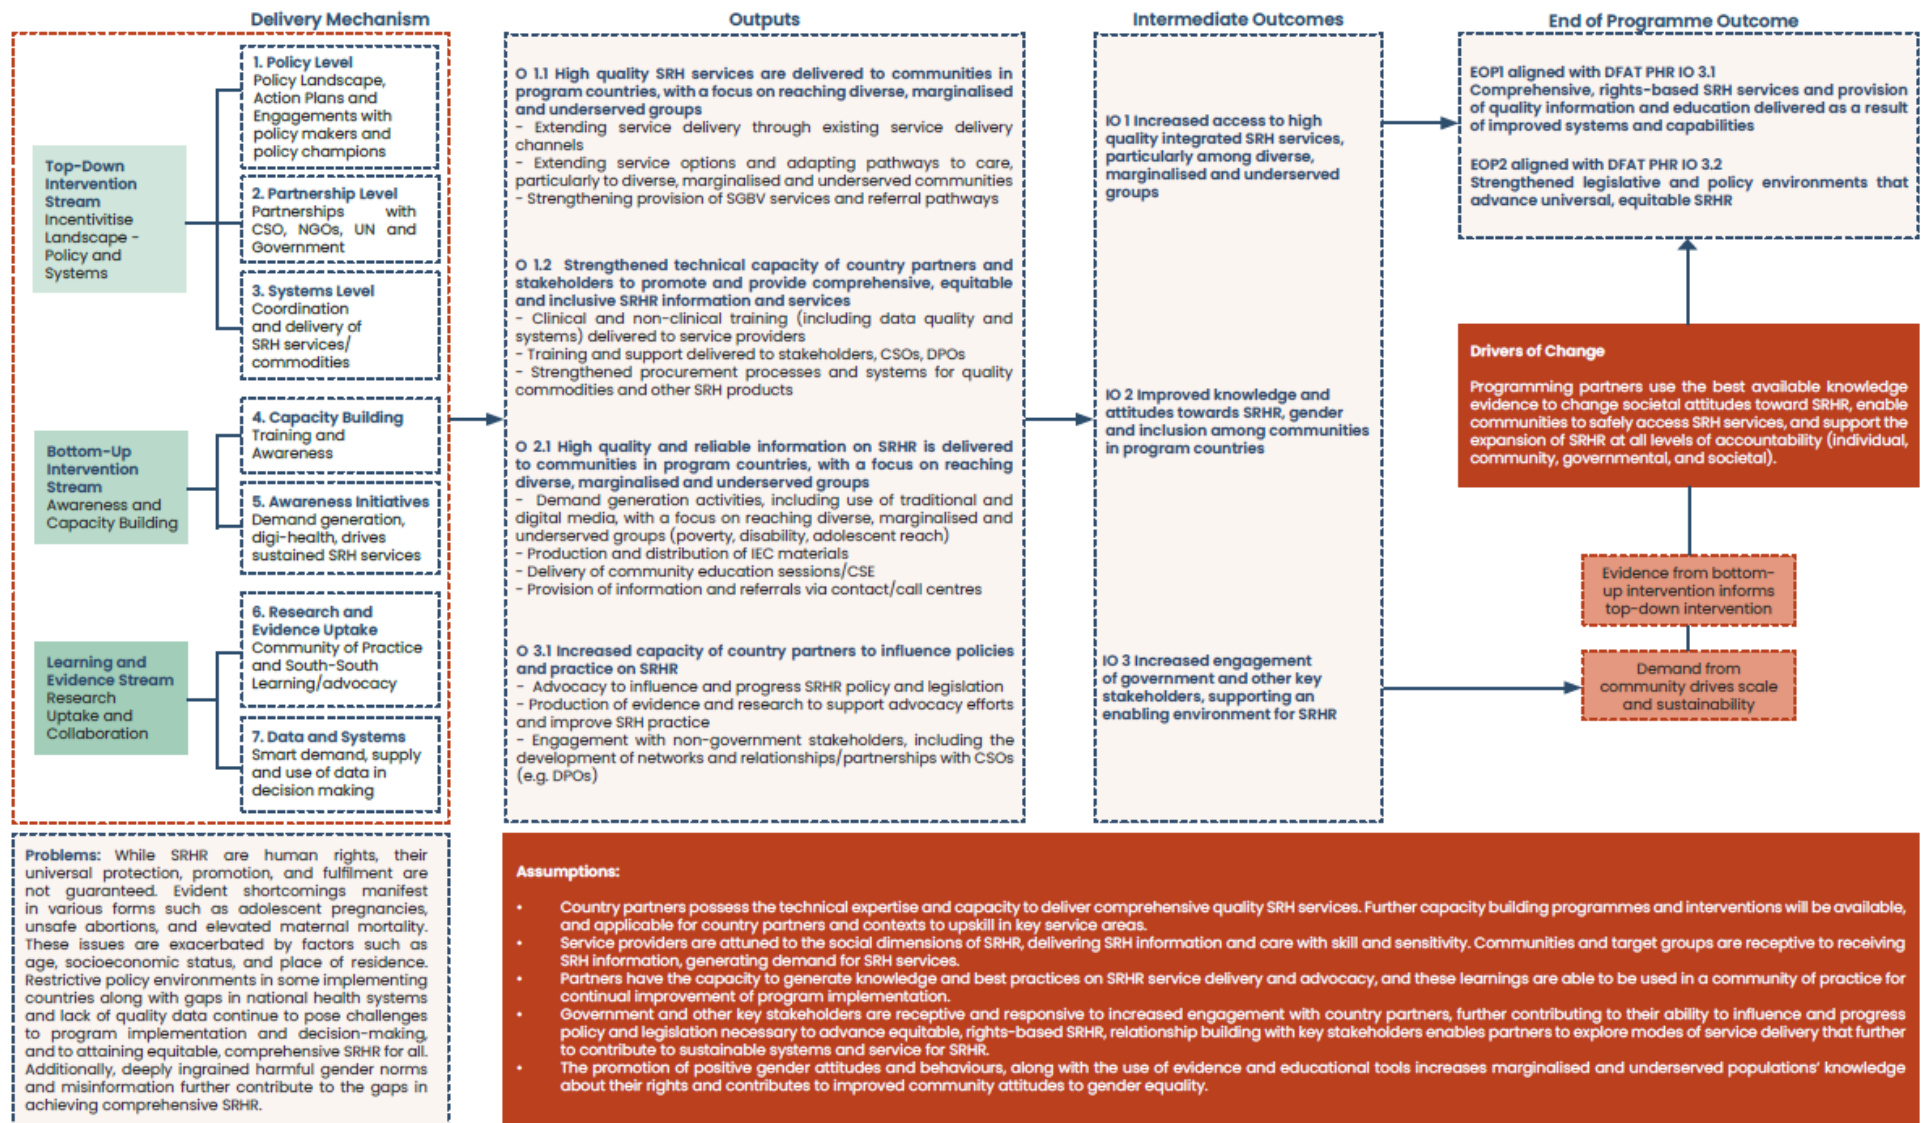 Delivery Mechanism
Top-Down
Intervention
Stream
Incentivitise
Landscape -
Policy and
Systems
1. Policy Level
Policy Landscape,
Action Plans and
Engagements with
policy makers and
policy champions
2. Partnership Level
Partnerships with
CSO, NGOs, UN and
Government
3. Systems Level
Coordination
and delivery of
SRH services/
commodities
Bottom-Up
Intervention
Stream
Awareness and
Capacity Building
4. Capacity Building
Training and
Awareness
5. Awareness Initiatives
Demand generation,
digi-health, drives
sustained SRH services
Learning and
Evidence Stream
Research
Uptake and
Collaboration
6. Research and
Evidence Uptake
Community of Practice
and South-South
Learning/advocacy
7. Data and Systems
Smart demand, supply
and use of data in
decision making
Outputs
O 1.1 High quality SRH services are delivered to communities in
program countries, with a focus on reaching diverse, marginalised
and underserved groups
- Extending service delivery through existing service delivery
channels
- Extending service options and adapting pathways to care,
particularly to diverse, marginalised and underserved communities
- Strengthening provision of SGBV services and referral pathways
O 1.2 Strengthened technical capacity of country partners and
stakeholders to promote and provide comprehensive, equitable
and inclusive SRHR information and services
- Clinical and non-clinical training (including data quality and
systems) delivered to service providers
- Training and support delivered to stakeholders, CSOs, DPOs
- Strengthened procurement processes and systems for quality
commodities and other SRH products
O 2.1 High quality and reliable information on SRHR is delivered
to communities in program countries, with a focus on reaching
diverse, marginalised and underserved groups
- Demand generation activities, including use of traditional and
digital media, with a focus on reaching diverse, marginalised and
underserved groups (poverty, disability, adolescent reach)
- Production and distribution of IEC materials
- Delivery of community education sessions/CSE
- Provision of information and referrals via contact/call centres
O 3.1 Increased capacity of country partners to influence policies
and practice on SRHR
- Advocacy to influence and progress SRHR policy and legislation
- Production of evidence and research to support advocacy efforts
and improve SRH practice
- Engagement with non-government stakeholders, including the
development of networks and relationships/partnerships with CSOs
(e.g. DPOs)
Intermediate Outcomes
IO 1 Increased access to high
quality integrated SRH services,
particularly among diverse,
marginalised and underserved
groups
IO 2 Improved knowledge and
attitudes towards SRHR, gender
and inclusion among communities
in program countries
IO 3 Increased engagement
of government and other key
stakeholders, supporting an
enabling environment for SRHR
End of Programme Outcome
EOP1 aligned with DFAT PHR IO 3.1
Comprehensive, rights-based SRH services and provision
of quality information and education delivered as a result
of improved systems and capabilities
EOP2 aligned with DFAT PHR IO 3.2
Strengthened legislative and policy environments that
advance universal, equitable SRHR
Drivers of Change
Programming partners use the best available knowledge
evidence to change societal attitudes toward SRHR, enable
communities to safely access SRH services, and support the
expansion of SRHR at all levels of accountability (individual,
community, governmental, and societal).
Evidence from bottom-
up intervention informs
top-down intervention
Demand from
community drives scale
and sustainability
Problems: While SRHR are human rights, their
universal protection, promotion, and fulfilment are
not guaranteed. Evident shortcomings manifest
in various forms such as adolescent pregnancies,
unsafe abortions, and elevated maternal mortality.
These issues are exacerbated by factors such as
age, socioeconomic status, and place of residence.
Restrictive policy environments in some implementing
countries along with gaps in national health systems
and lack of quality data continue to pose challenges
to program implementation and decision-making,
and to attaining equitable, comprehensive SRHR for all.
Additionally, deeply ingrained harmful gender norms
and misinformation further contribute to the gaps in
achieving comprehensive SRHR.
Assumptions:
• Country partners possess the technical expertise and capacity to deliver comprehensive quality SRH services. Further capacity building programmes and interventions will be available,
and applicable for country partners and contexts to upskill in key service areas.
• Service providers are attuned to the social dimensions of SRHR, delivering SRH information and care with skill and sensitivity. Communities and target groups are receptive to receiving
SRH information, generating demand for SRH services.
• Partners have the capacity to generate knowledge and best practices on SRHR service delivery and advocacy, and these learnings are able to be used in a community of practice for
continual improvement of program implementation.
• Government and other key stakeholders are receptive and responsive to increased engagement with country partners, further contributing to their ability to influence and progress
policy and legislation necessary to advance equitable, rights-based SRHR, relationship building with key stakeholders enables partners to explore modes of service delivery that further
to contribute to sustainable systems and service for SRHR.
• The promotion of positive gender attitudes and behaviours, along with the use of evidence and educational tools increases marginalised and underserved populations' knowledge
about their rights and contributes to improved community attitudes to gender equality.